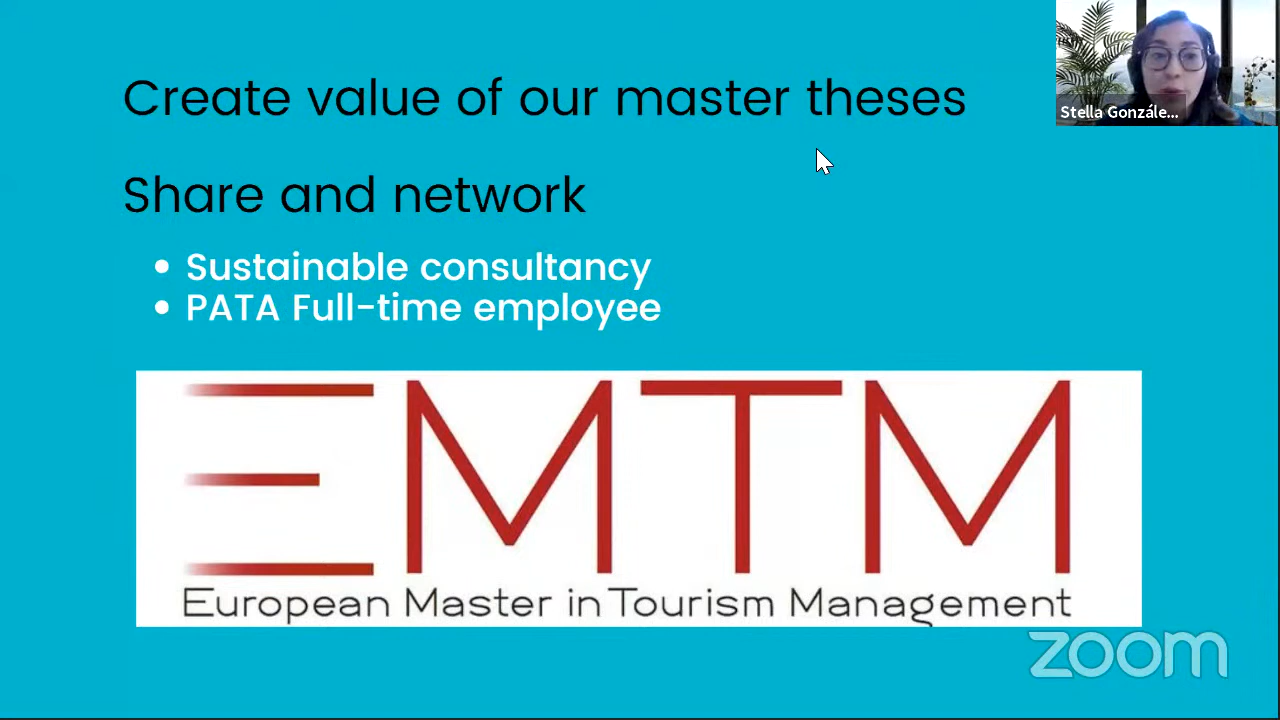 Create value of our master theses
Stella Gonzále...
Share and network
• Sustainable consultancy
• PATA Full-time employee
EMTM
European Master in Tourism Management
zoom